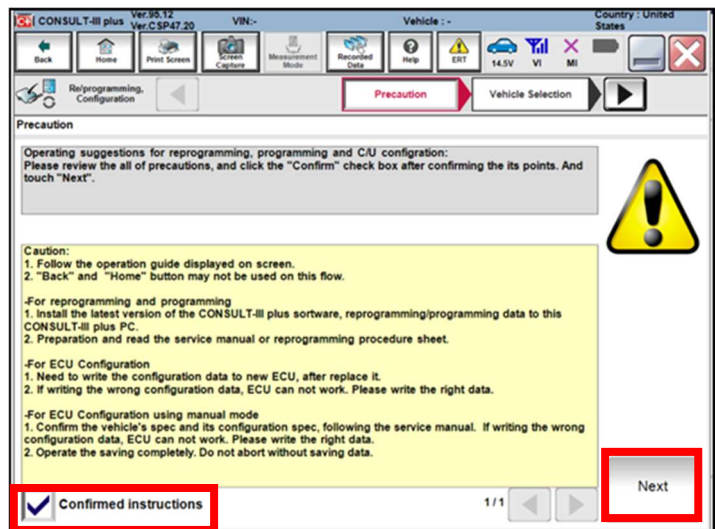 CONSULT-III plus Ver.95.12 VIN:- Vehicle : - Country : United
Ver.CSP47.20 States
Back Home Print Screen Screen Capture Measurement Mode Recorded Data Help ERT 14.5V VI MI
Re/programming,
Configuration
Precaution Vehicle Selection
Precaution
Operating suggestions for reprogramming, programming and C/U configration:
Please review the all of precautions, and click the "Confirm" check box after confirming the its points. And
touch "Next".
Caution:
1. Follow the operation guide displayed on screen.
2. "Back" and "Home" button may not be used on this flow.
-For reprogramming and programming
1. Install the latest version of the CONSULT-III plus sortware, reprogramming/programming data to this
CONSULT-III plus PC.
2. Preparation and read the service manual or reprogramming procedure sheet.
-For ECU Configuration
1. Need to write the configuration data to new ECU, after replace it.
2. If writing the wrong configuration data, ECU can not work. Please write the right data.
-For ECU Configuration using manual mode
1. Confirm the vehicle's spec and its configuration spec, following the service manual. If writing the wrong
configuration data, ECU can not work. Please write the right data.
2. Operate the saving completely. Do not abort without saving data.
Confirmed instructions
1/1
Next